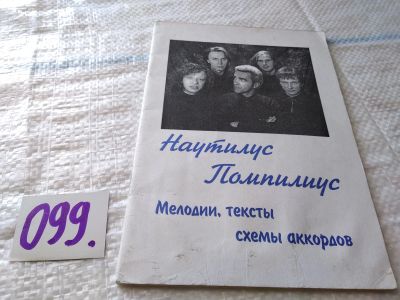 Наутилус
Помпилиус
Мелодии, тексты
схемы аккордов
099.